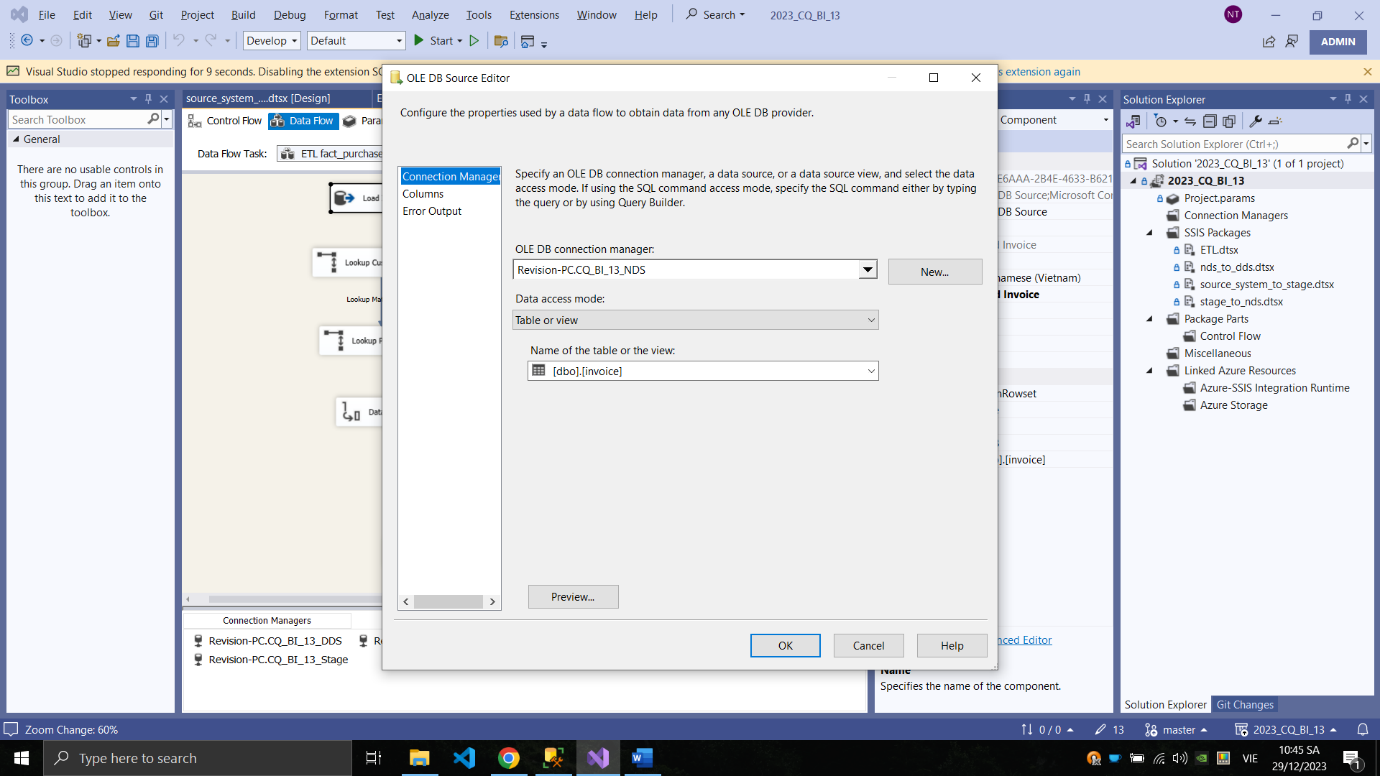 File Edit View Git Project Build Debug Format Test Analyze Tools Extensions Window Help Search 2023_CQ_BI_13 NT
Develop Default Start ADMIN
Visual Studio stopped responding for 9 seconds. Disabling the extension s extension again
Toolbox
Search Toolbox
General
There are no usable controls in
this group. Drag an item onto
this text to add it to the
toolbox.
source_system_....dtsx [Design]
Control Flow Data Flow
Data Flow Task: ETL fact_purchase
Load
Lookup
Lookup
Lookup
Connection Managers
Revision-PC.CQ_BI_13_DDS
Revision-PC.CQ_BI_13_Stage
OLE DB Source Editor
Configure the properties used by a data flow to obtain data from any OLE DB provider.
Connection Manager
Columns
Error Output
Specify an OLE DB connection manager, a data source, or a data source view, and select the data
access mode. If using the SQL command access mode, specify the SQL command either by typing
the query or by using Query Builder.
OLE DB connection manager:
Revision-PC.CQ_BI_13_NDS
New...
Data access mode:
Table or view
Name of the table or the view:
[dbo].[invoice]
Preview...
OK Cancel Help
Component
E6AAA-2B4E-4633-B621
DB Source;Microsoft Cor
DB Source
d Invoice
namese (Vietnam)
d Invoice
nRowset
].[invoice]
nced Editor
Name
Specifies the name of the component.
Solution Explorer
Search Solution Explorer (Ctrl+;)
Solution '2023_CQ_BI_13' (1 of 1 project)
2023_CQ_BI_13
Project.params
Connection Managers
SSIS Packages
ETL.dtsx
nds_to_dds.dtsx
source_system_to_stage.dtsx
stage_to_nds.dtsx
Package Parts
Control Flow
Miscellaneous
Linked Azure Resources
Azure-SSIS Integration Runtime
Azure Storage
Solution Explorer Git Changes
Zoom Change: 60% 0 / 0 13 master 2023_CQ_BI_13
Type here to search
VIE
10:45 SA
29/12/2023
1